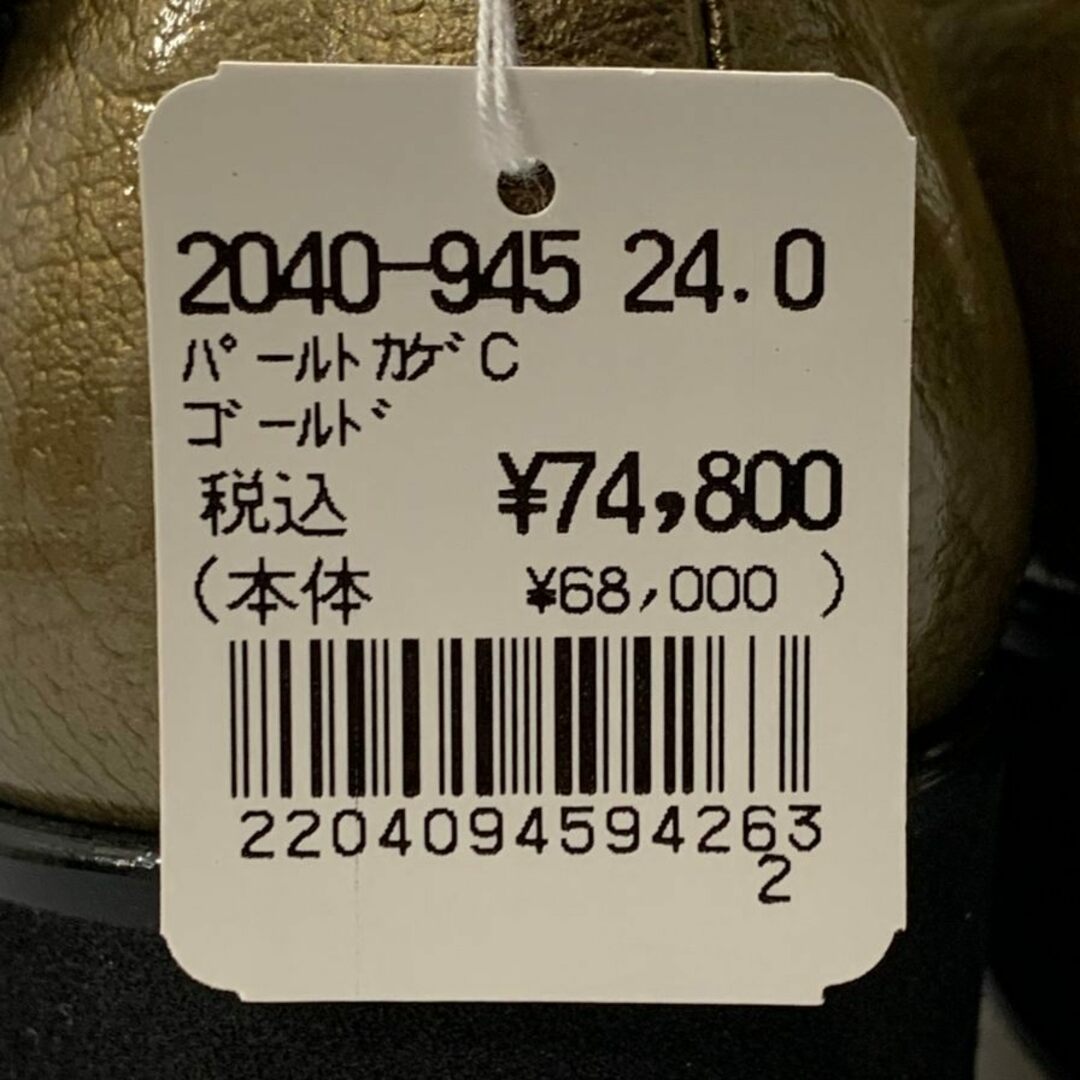 2040-945 24.0
パールトカゲC
ゴールド
税込 ¥74,800
(本体 ¥68,000 )
2204094594263
2